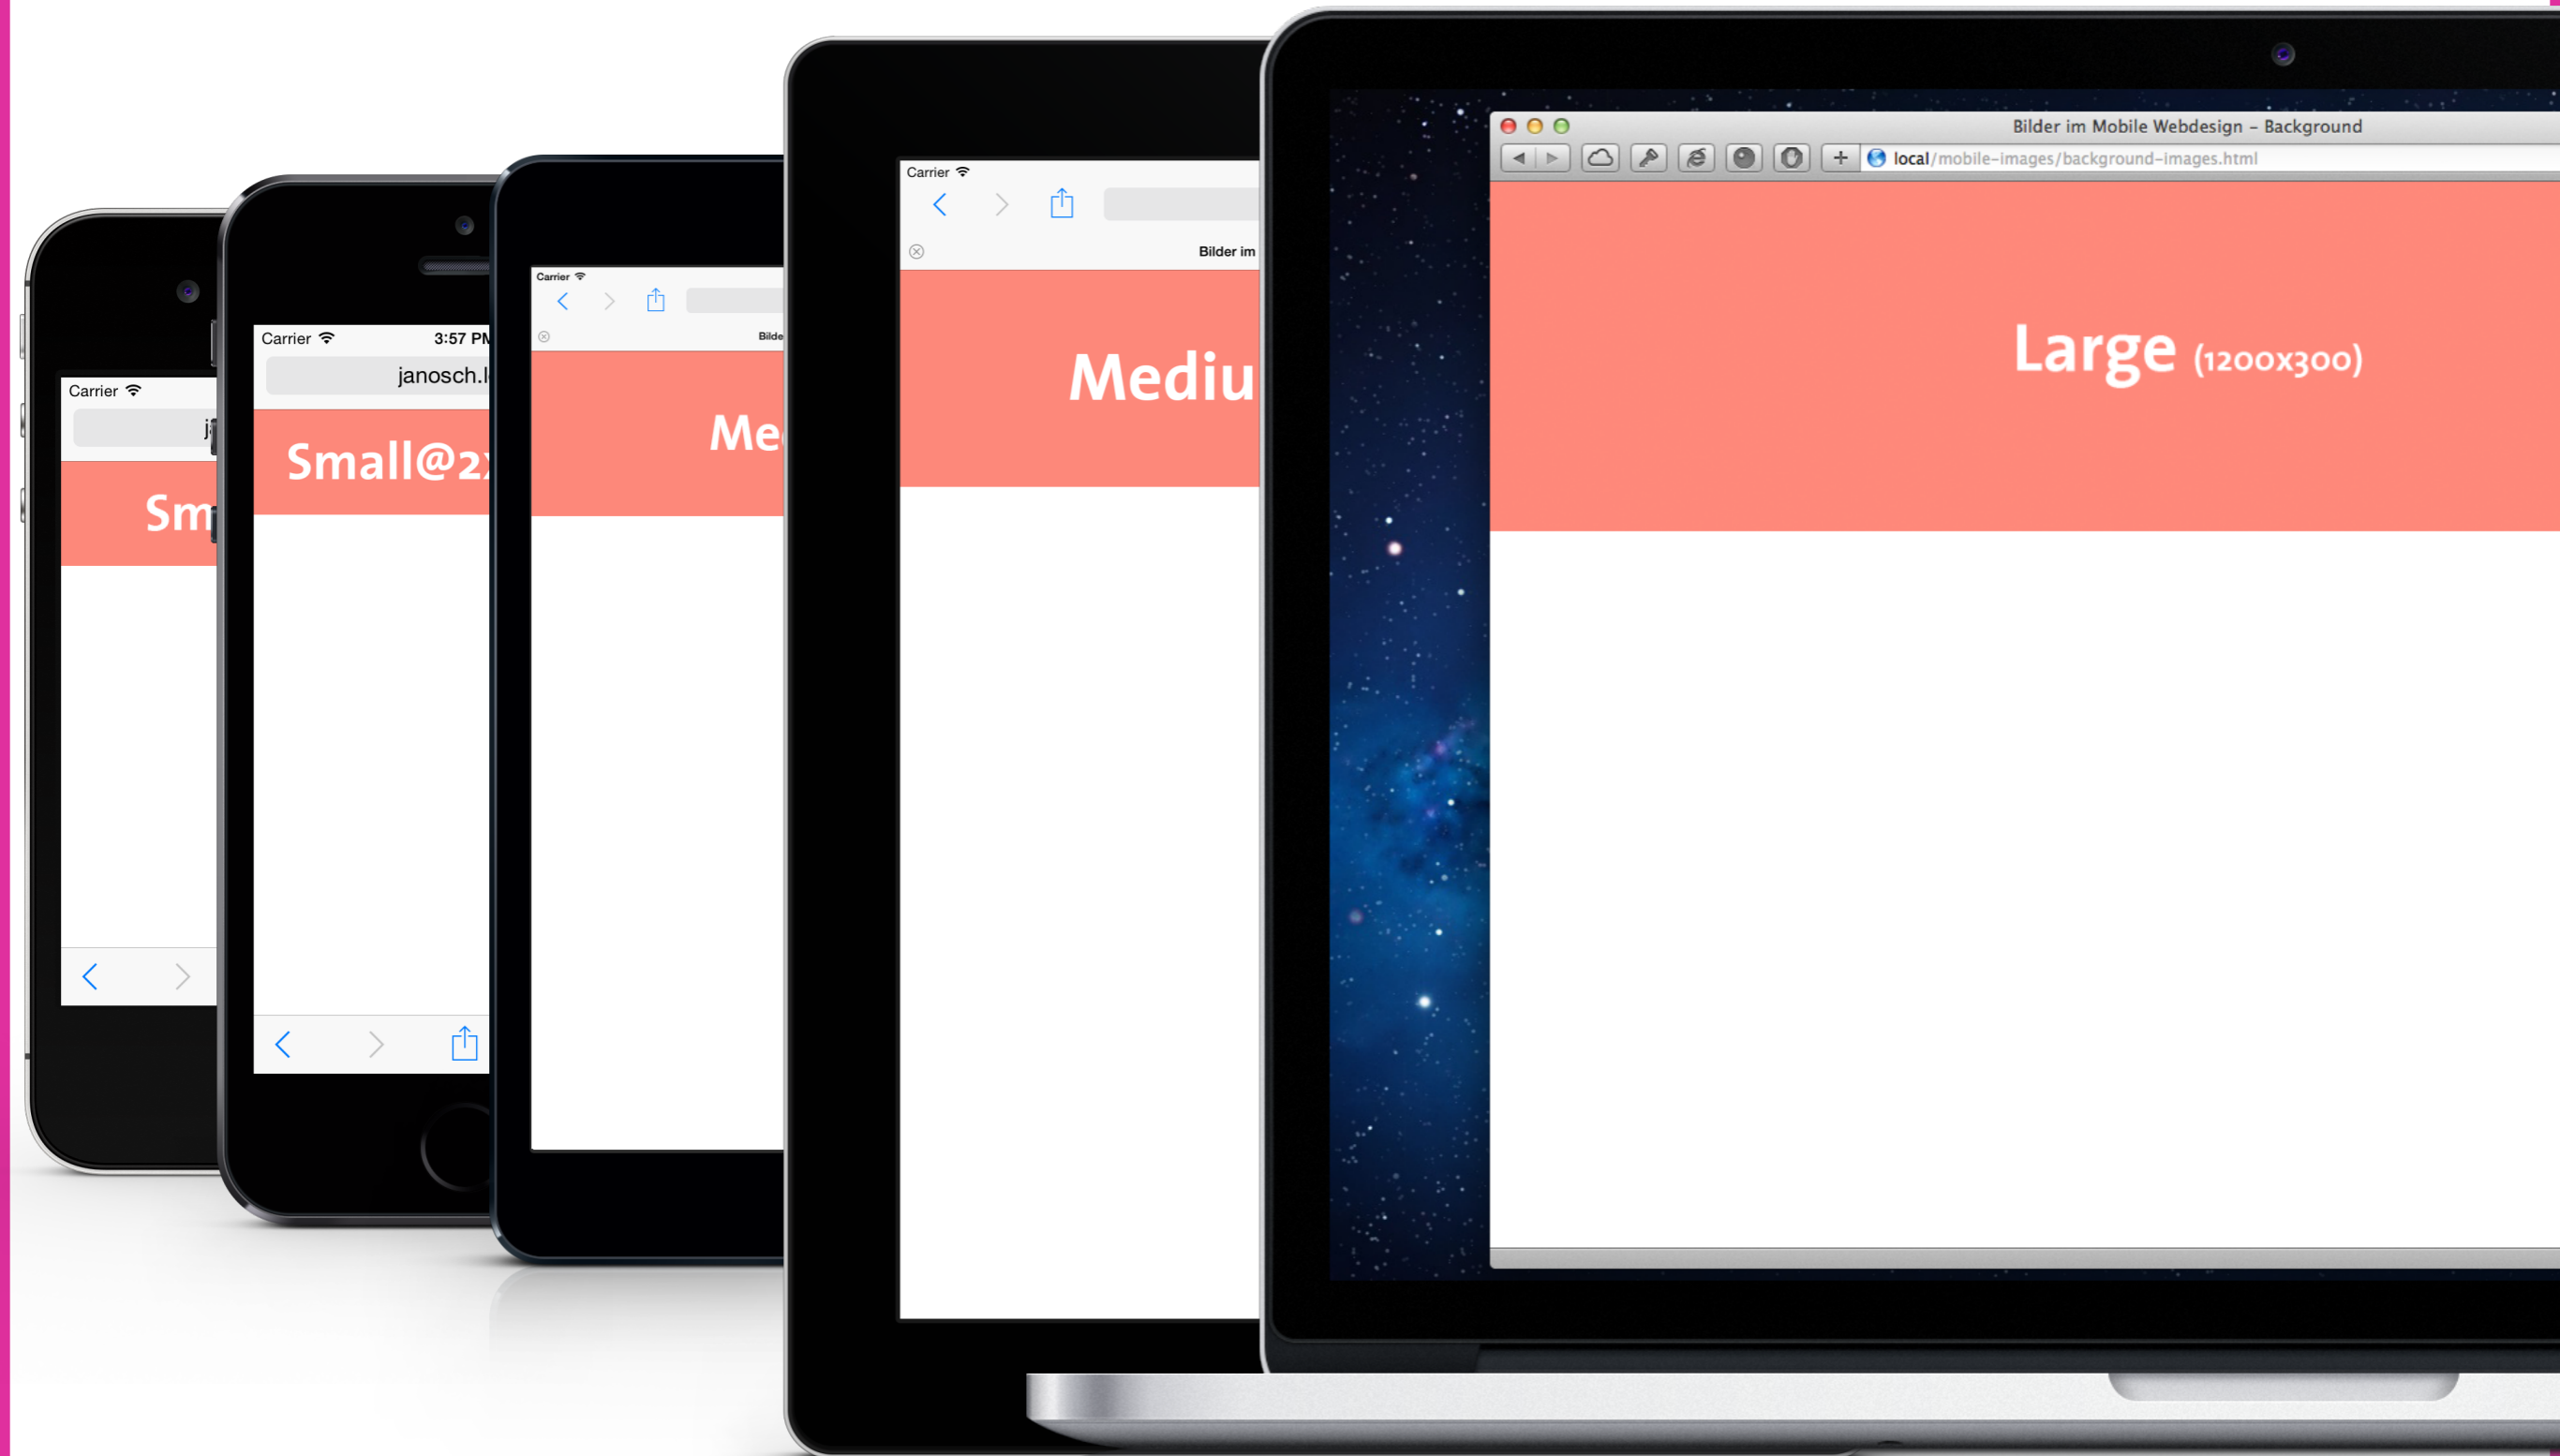 Carrier
Sm
Carrier
3:57 PM
janosch.l
Small@2x
Carrier
Bilde
Me
Carrier
Bilder im
Mediu
Bilder im Mobile Webdesign – Background
local/mobile-images/background-images.html
Large (1200x300)